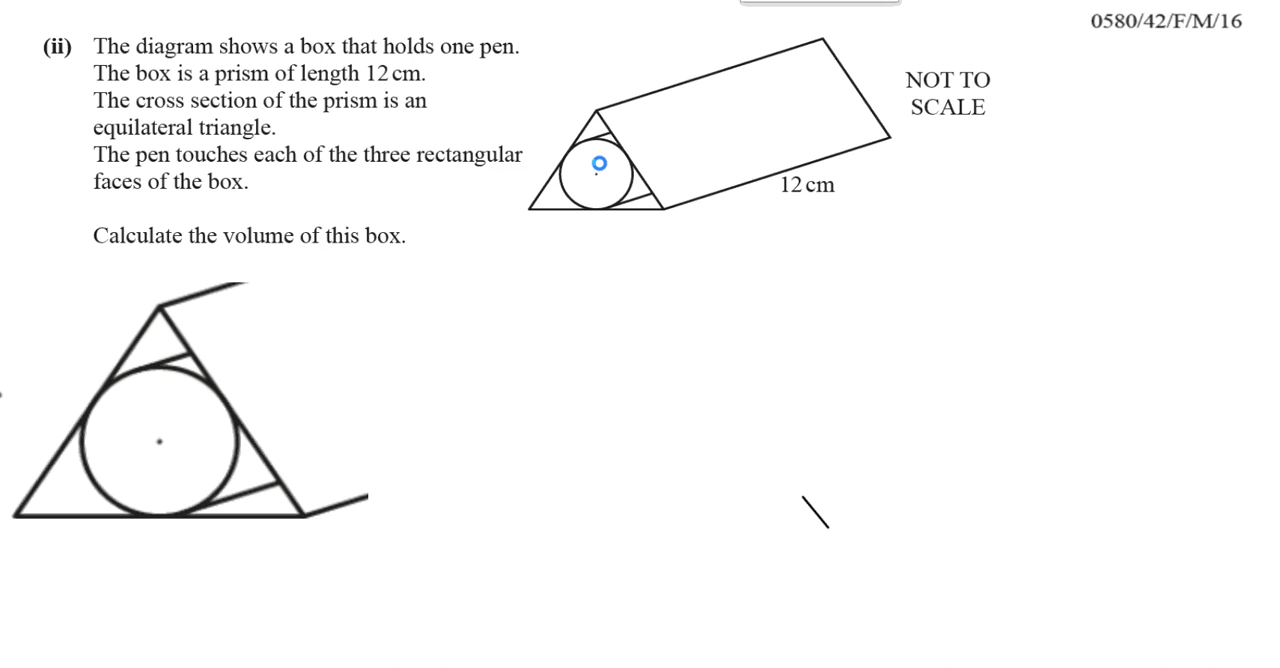 0580/42/F/M/16
(ii) The diagram shows a box that holds one pen.
The box is a prism of length 12 cm.
The cross section of the prism is an
equilateral triangle.
The pen touches each of the three rectangular
faces of the box.
NOT TO
SCALE
12 cm
Calculate the volume of this box.